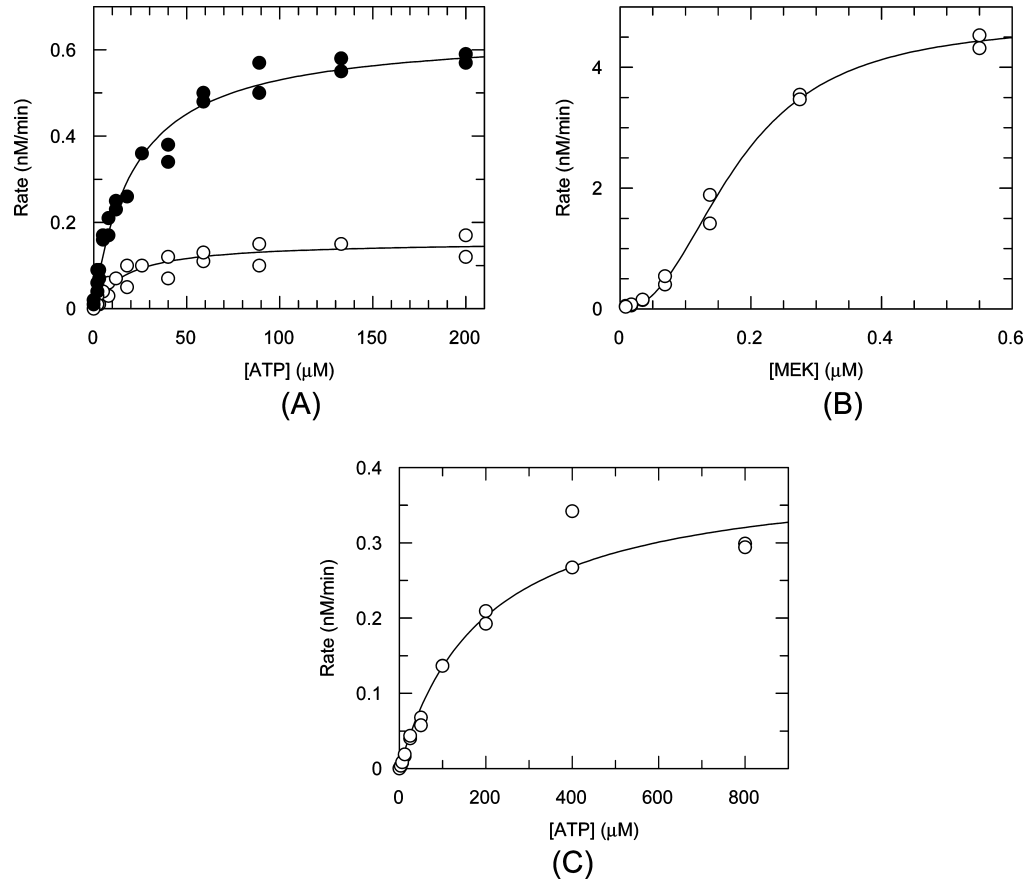 0.6
0.4
0.2
0
Rate (nM/min)
0 50 100 150 200
[ATP] (μM)
(A)
4
2
0
Rate (nM/min)
0 0.2 0.4 0.6
[MEK] (μM)
(B)
0.4
0.3
0.2
0.1
0
Rate (nM/min)
0 200 400 600 800
[ATP] (μM)
(C)